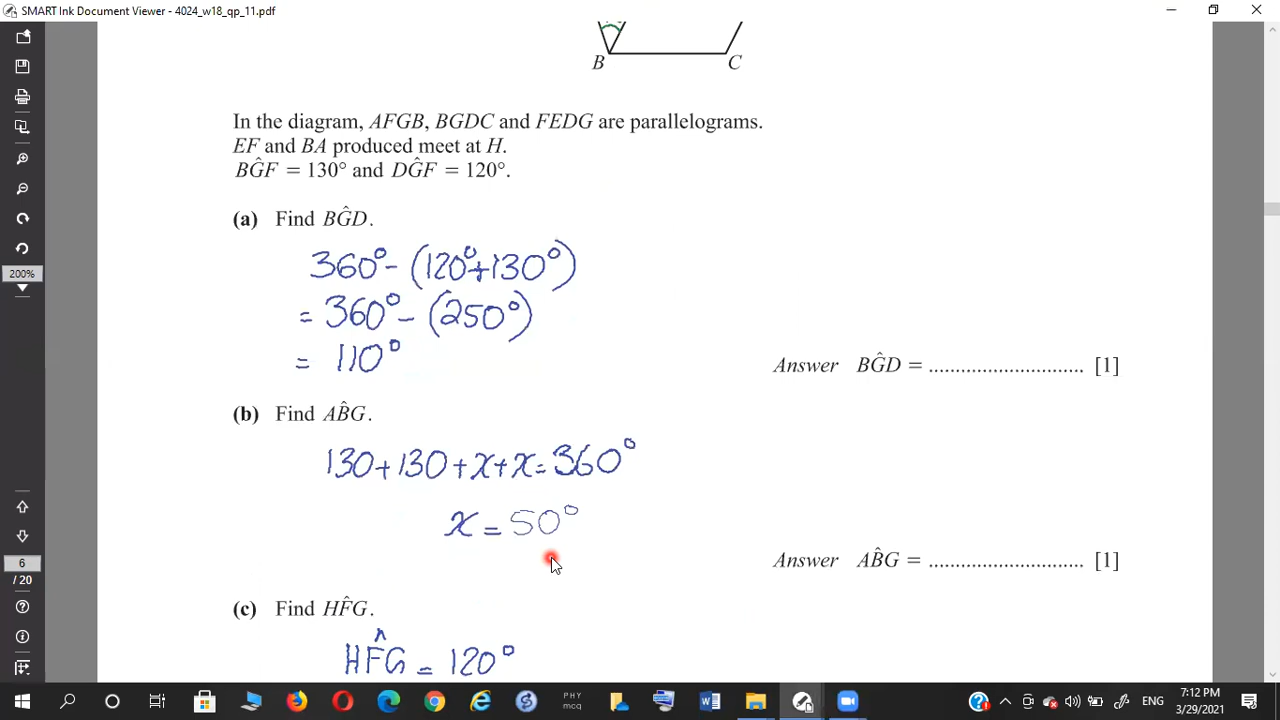 SMART Ink Document Viewer - 4024_w18_qp_11.pdf
B C
In the diagram, AFGB, BGDC and FEDG are parallelograms.
EF and BA produced meet at H.
BĜF = 130° and DĜF = 120°.
(a) Find BĜD.
360° - (120° + 130°)
= 360° - (250°)
= 110°
Answer BĜD = ............................. [1]
(b) Find AB̂G.
130 + 130 + x + x = 360°
x = 50°
Answer AB̂G = ............................. [1]
(c) Find HF̂G.
HF̂G = 120°
200%
6
/ 20
PHY
mcq
ENG
7:12 PM
3/29/2021